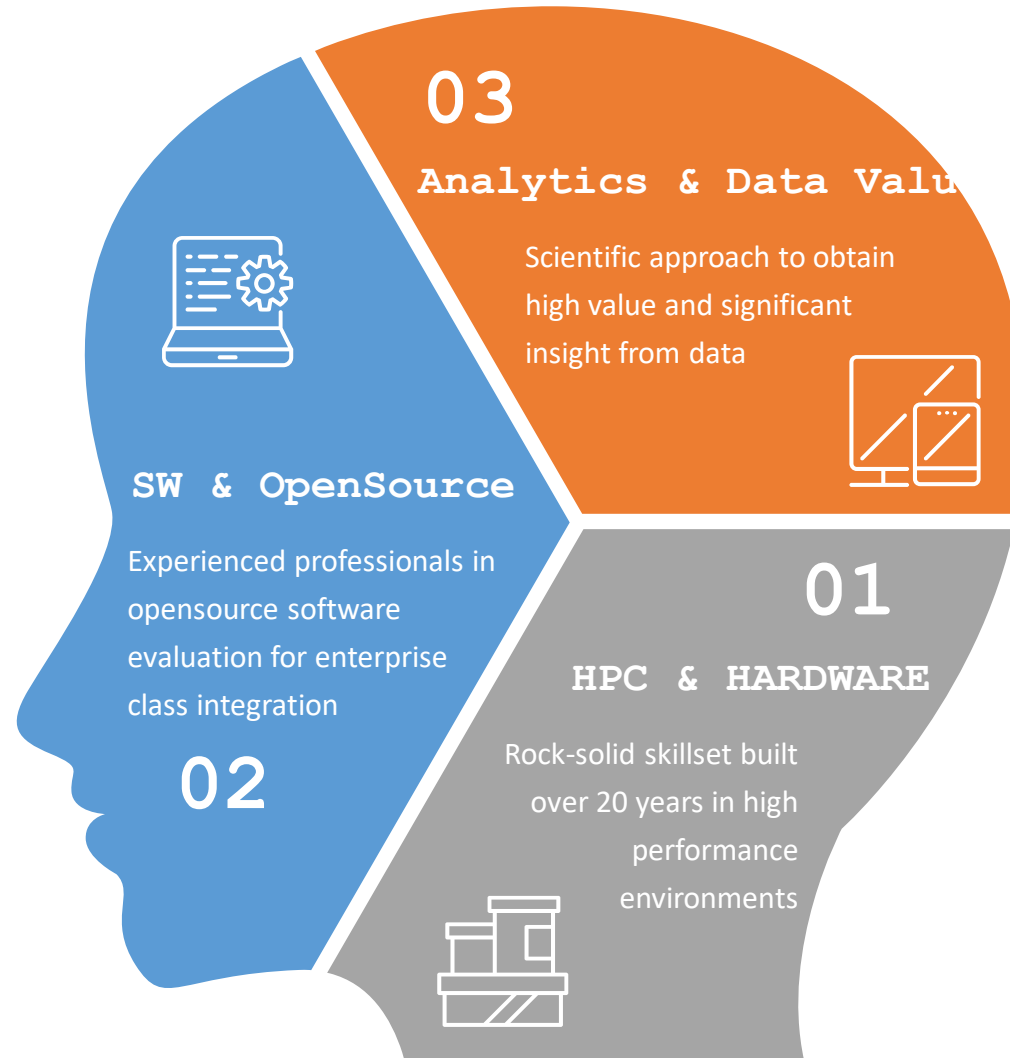 03
Analytics & Data Valu
Scientific approach to obtain
high value and significant
insight from data
SW & OpenSource
Experienced professionals in
opensource software
evaluation for enterprise
class integration
02
01
HPC & HARDWARE
Rock-solid skillset built
over 20 years in high
performance
environments